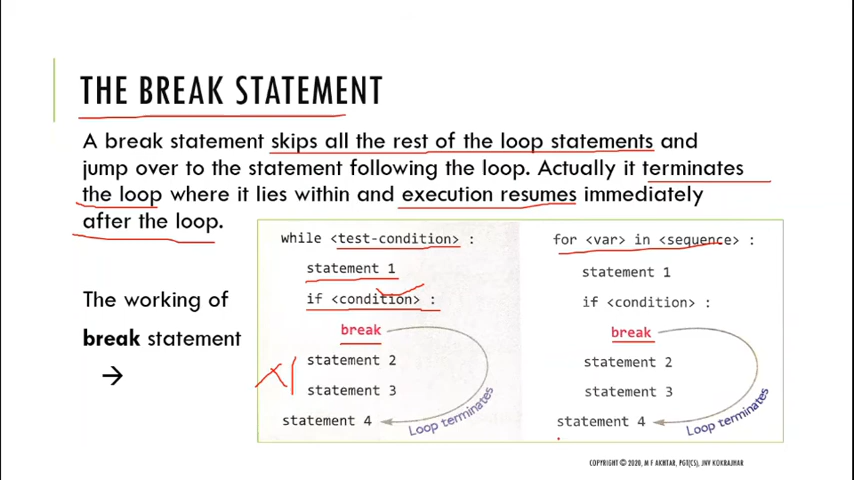 THE BREAK STATEMENT
A break statement skips all the rest of the loop statements and
jump over to the statement following the loop. Actually it terminates
the loop where it lies within and execution resumes immediately
after the loop.
The working of
break statement
→
while <test-condition> :
statement 1
if <condition> :
break
statement 2
statement 3
statement 4
Loop terminates
for <var> in <sequence> :
statement 1
if <condition> :
break
statement 2
statement 3
statement 4
Loop terminates
COPYRIGHT © 2020, M F AKHTAR, PGT(CS), JNV KOKRAJHAR